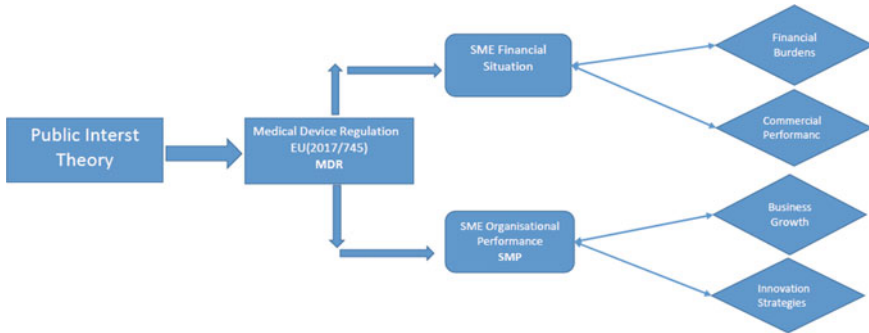 Public Interst
Theory
Medical Device Regulation
EU(2017/745)
MDR
SME Financial
Situation
Financial
Burdens
Commercial
Performanc
SME Organisational
Performance
SMP
Business
Growth
Innovation
Strategies